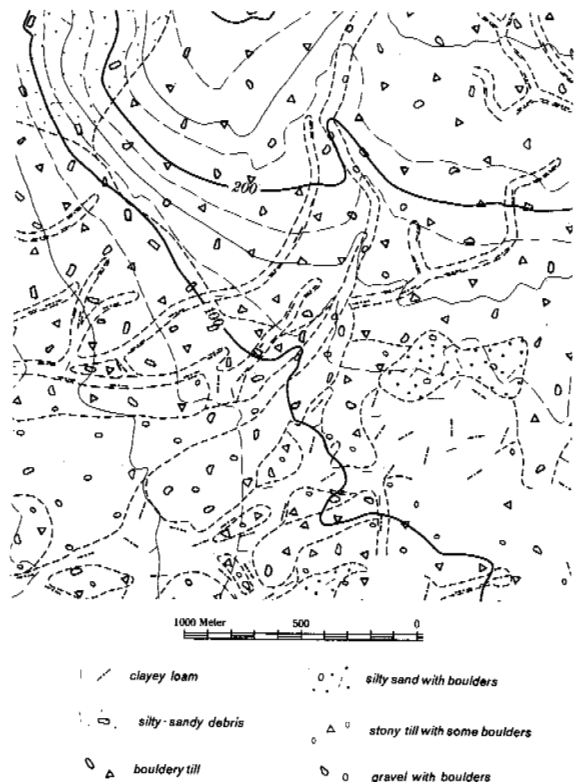 200
100
1000 Meter 500 0
clayey loam
silty sand with boulders
silty-sandy debris
stony till with some boulders
bouldery till
gravel with boulders